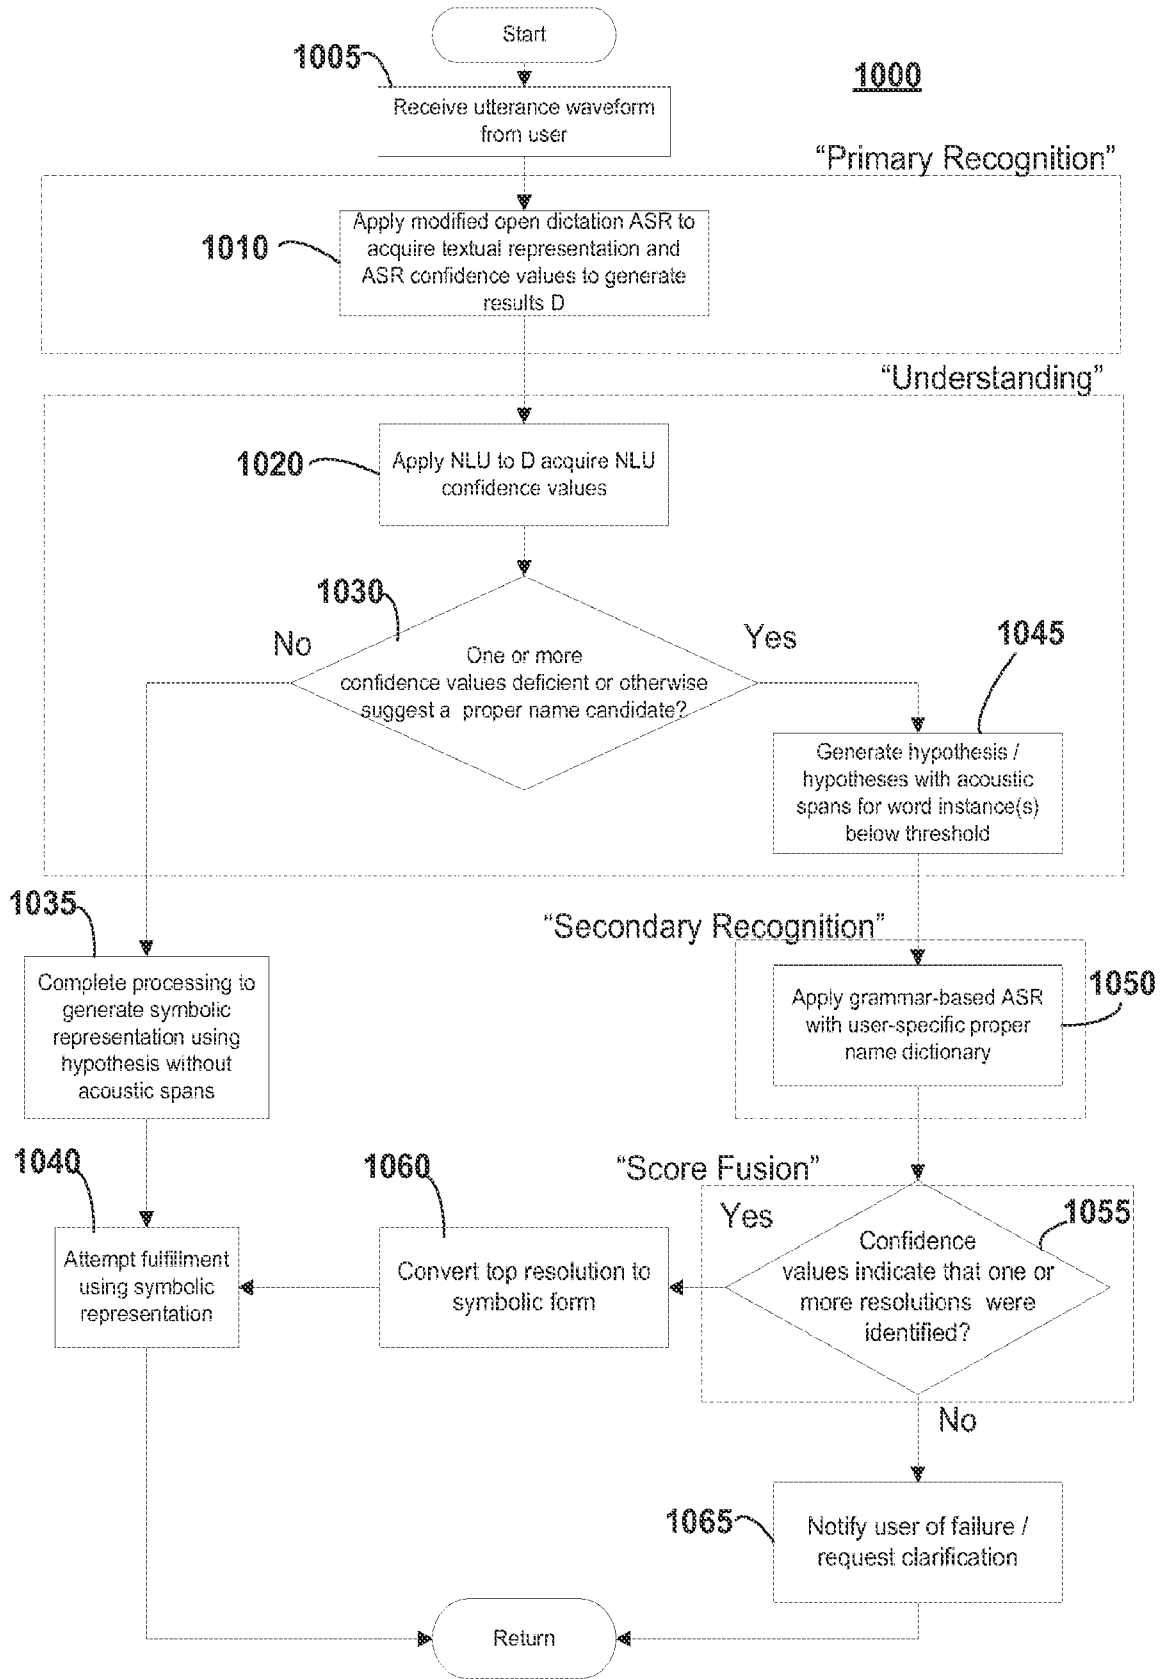 Start
1005
1000
Receive utterance waveform
from user
“Primary Recognition”
Apply modified open dictation ASR to
acquire textual representation and
ASR confidence values to generate
results D
1010
“Understanding”
1020
Apply NLU to D acquire NLU
confidence values
1030
No
Yes
1045
One or more
confidence values deficient or otherwise
suggest a proper name candidate?
Generate hypothesis /
hypotheses with acoustic
spans for word instance(s)
below threshold
1035
“Secondary Recognition”
Complete processing to
generate symbolic
representation using
hypothesis without
acoustic spans
Apply grammar-based ASR
with user-specific proper
name dictionary
1050
1040
1060
“Score Fusion”
Yes
1055
Attempt fulfillment
using symbolic
representation
Convert top resolution to
symbolic form
Confidence
values indicate that one or
more resolutions were
identified?
No
1065
Notify user of failure /
request clarification
Return